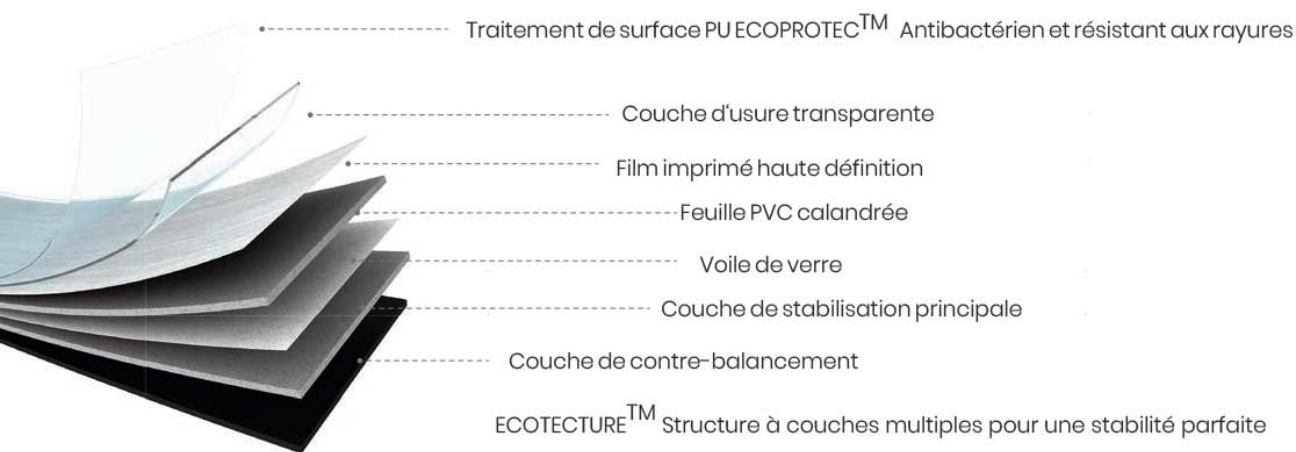 Traitement de surface PU ECOPROTEC™ Antibactérien et résistant aux rayures
Couche d'usure transparente
Film imprimé haute définition
Feuille PVC calandrée
Voile de verre
Couche de stabilisation principale
Couche de contre-balancement
ECOTECTURE™ Structure à couches multiples pour une stabilité parfaite